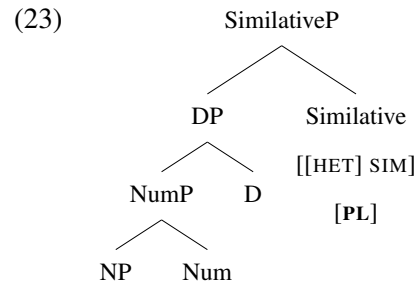 (23) SimilativeP
DP Similative
[[HET] SIM]
NumP D [PL]
NP Num